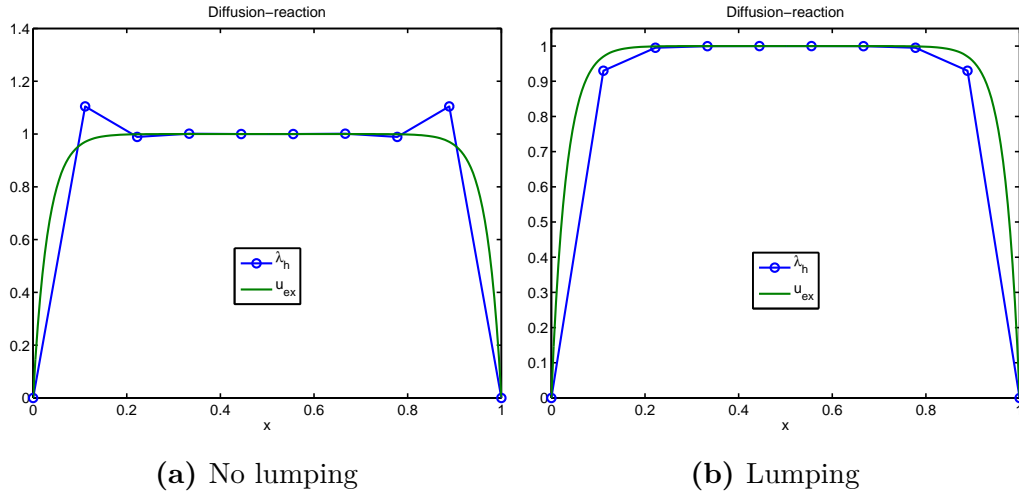 Diffusion−reaction
1.4
1.2
1
0.8
0.6
0.4
0.2
0
0 0.2 0.4 0.6 0.8 1
x
λh
uex
(a) No lumping
Diffusion−reaction
1
0.9
0.8
0.7
0.6
0.5
0.4
0.3
0.2
0.1
0
0 0.2 0.4 0.6 0.8 1
x
λh
uex
(b) Lumping